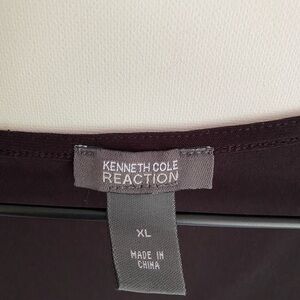 KENNETH COLE
REACTION
XL
MADE IN
CHINA